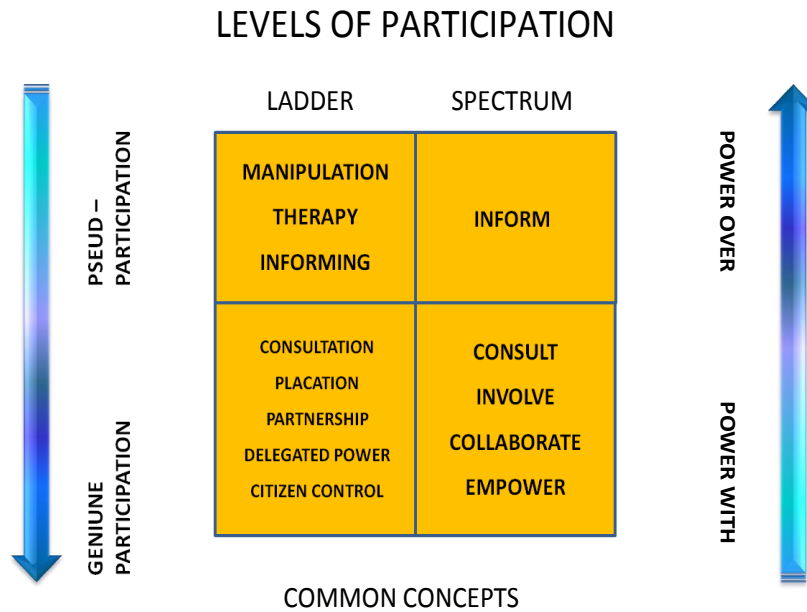 LEVELS OF PARTICIPATION
LADDER
SPECTRUM
PSEUD –
PARTICIPATION
GENIUNE
PARTICIPATION
MANIPULATION
THERAPY
INFORMING
INFORM
CONSULTATION
PLACATION
PARTNERSHIP
DELEGATED POWER
CITIZEN CONTROL
CONSULT
INVOLVE
COLLABORATE
EMPOWER
POWER OVER
POWER WITH
COMMON CONCEPTS